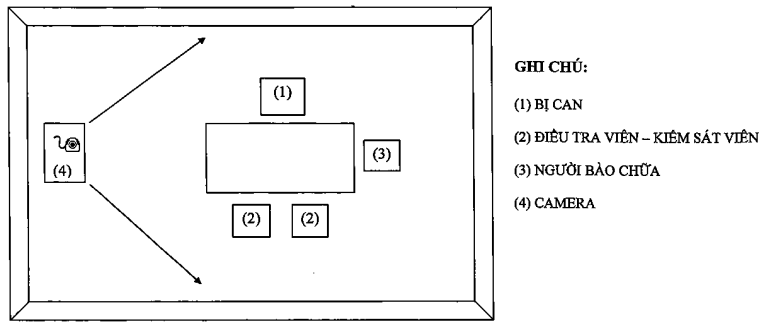 (1)
(3)
(4)
(2) (2)
GHI CHÚ:
(1) BỊ CAN
(2) ĐIỀU TRA VIÊN – KIỂM SÁT VIÊN
(3) NGƯỜI BÀO CHỮA
(4) CAMERA